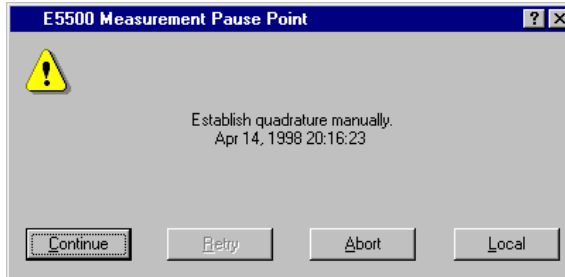 E5500 Measurement Pause Point
Establish quadrature manually.
Apr 14, 1998 20:16:23
Continue Retry Abort Local